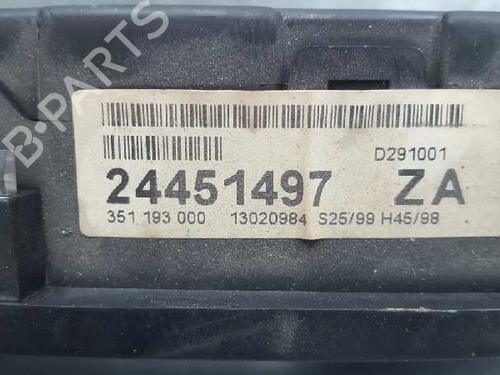 B-PARTS
D291001
24451497 ZA
351 193 000 13020984 S25/99 H45/98